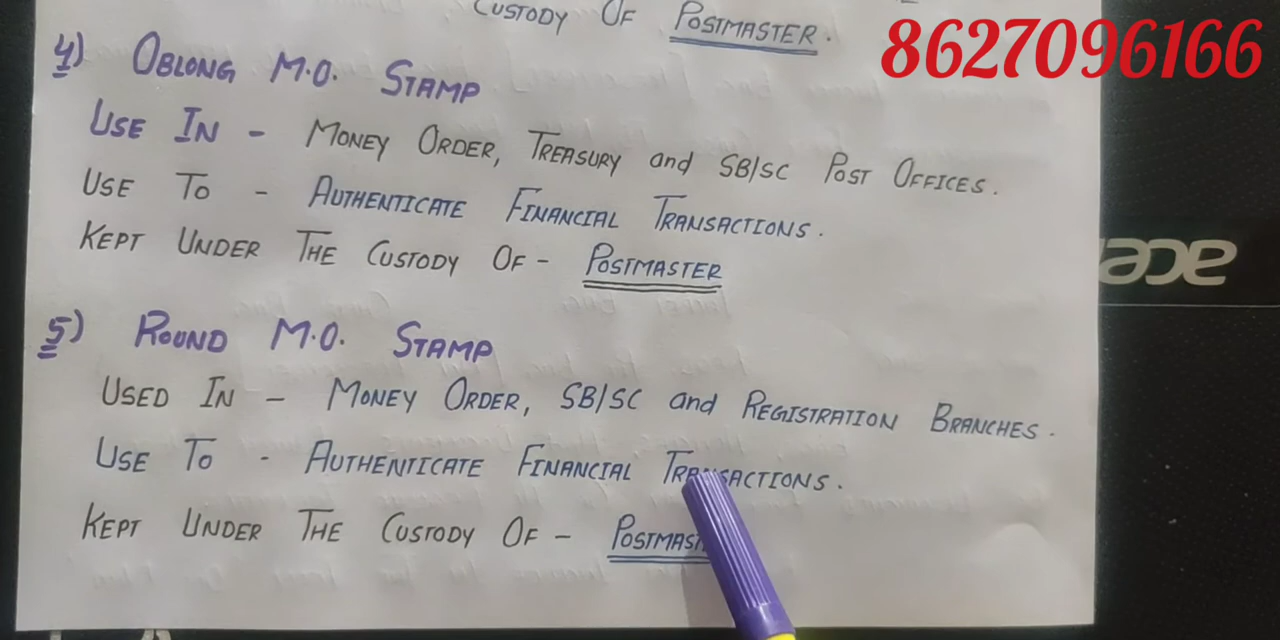 CUSTODY OF POSTMASTER.
8627096166
4) OBLONG M.O. STAMP
USE IN - MONEY ORDER, TREASURY and SB/SC POST OFFICES.
USE TO - AUTHENTICATE FINANCIAL TRANSACTIONS.
KEPT UNDER THE CUSTODY OF - POSTMASTER
acer
5) ROUND M.O. STAMP
USED IN - MONEY ORDER, SB/SC and REGISTRATION BRANCHES.
USE TO - AUTHENTICATE FINANCIAL TRANSACTIONS.
KEPT UNDER THE CUSTODY OF - POSTMAST